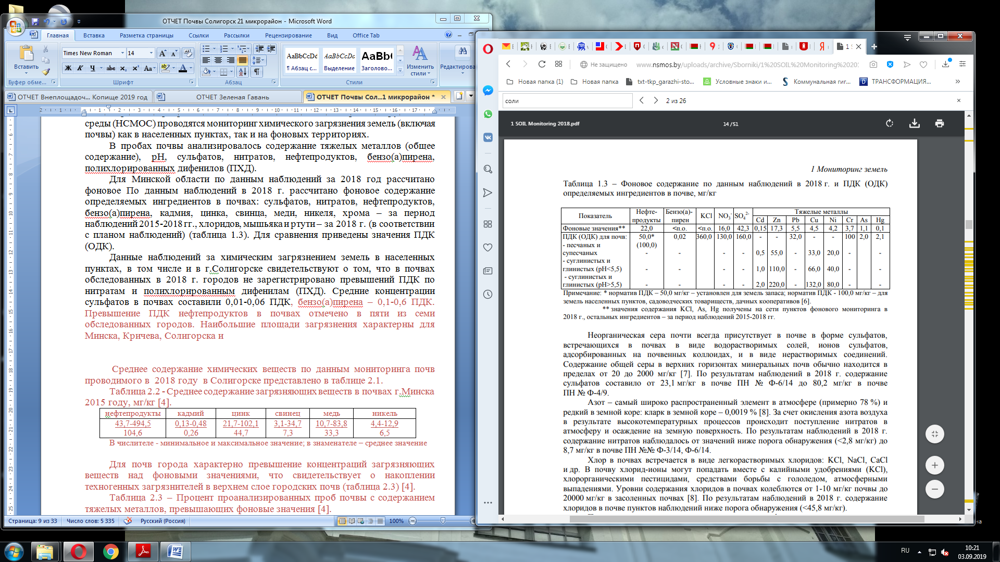 ОТЧЕТ Почвы Солигорск 21 микрорайон - Microsoft Word
Главная
Вставка
Разметка страницы
Ссылки
Рассылки
Рецензирование
Вид
Office Tab
Вставить
Буфер обме...
Times New Roman
14
Шрифт
Абзац
АаBbCcDd
¶ Абзац с...
AaBbCcDc
Выделение
AaBb
Заголово...
Изменить
стили
Стили
Редактирова
ОТЧЕТ Внеплощадоч... Копище 2019 год
ОТЧЕТ Зеленая Гавань
ОТЧЕТ Почвы Сол...1 микрорайон *
среды (НСМОС) проводятся мониторинг химического загрязнения земель (включая
почвы) как в населенных пунктах, так и на фоновых территориях.
В пробах почвы анализировалось содержание тяжелых металлов (общее
содержание), pH, сульфатов, нитратов, нефтепродуктов, бензо(а)пирена,
полихлорированных дифенилов (ПХД).
Для Минской области по данным наблюдений за 2018 год рассчитано
фоновое По данным наблюдений в 2018 г. рассчитано фоновое содержание
определяемых ингредиентов в почвах: сульфатов, нитратов, нефтепродуктов,
бензо(а)пирена, кадмия, цинка, свинца, меди, никеля, хрома – за период
наблюдений 2015-2018 гг., хлоридов, мышьяка и ртути – за 2018 г. (в соответствии
с планом наблюдений) (таблица 1.3). Для сравнения приведены значения ПДК
(ОДК).
Данные наблюдений за химическим загрязнением земель в населенных
пунктах, в том числе и в г.Солигорске свидетельствуют о том, что в почвах
обследованных в 2018 г. городов не зарегистрировано превышений ПДК по
нитратам и полихлорированным дифенилам (ПХД). Средние концентрации
сульфатов в почвах составили 0,01-0,06 ПДК, бензо(а)пирена – 0,1-0,6 ПДК.
Превышение ПДК нефтепродуктов в почвах отмечено в пяти из семи
обследованных городов. Наибольшие площади загрязнения характерны для
Минска, Кричева, Солигорска и
Среднее содержание химических веществ по данным мониторинга почв
проводимого в 2018 году в Солигорске представлено в таблице 2.1.
Таблица 2.2 - Среднее содержание загрязняющих веществ в почвах г.Минска
2015 году, мг/кг [4].
нефтепродукты кадмий цинк свинец медь никель
43,7-494,5 0,13-0,48 21,7-102,1 3,1-34,7 10,7-83,8 4,4-12,9
104,6 0,26 44,7 7,3 33,3 6,5
В числителе - минимальное и максимальное значение; в знаменателе – среднее значение
Для почв города характерно превышение концентраций загрязняющих
веществ над фоновыми значениями, что свидетельствует о накоплении
техногенных загрязнителей в верхнем слое городских почв (таблица 2.3) [4].
Таблица 2.3 – Процент проанализированных проб почвы с содержанием
тяжелых металлов, превышающих фоновые значения [4].
Страница: 9 из 33
Число слов: 5 335
Русский (Россия)
100%
Не защищено
www.nsmos.by/uploads/archive/Sborniki/1%20SOIL%20Monitoring%20201
Новая папка (1)
Новая папка
txt-tkp_garazhi-sto...
Условные знаки и...
Коммунальная гиг...
ТРАНСФОРМАЦИЯ...
соли
2 из 26
1 SOIL Monitoring 2018.pdf
14 / 51
1 Мониторинг земель
Таблица 1.3 – Фоновое содержание по данным наблюдений в 2018 г. и ПДК (ОДК)
определяемых ингредиентов в почве, мг/кг
Показатель Нефте-продукты Бензо(а)-пирен KCl NO3- SO42- Тяжелые металлы
Cd Zn Pb Cu Ni Cr As Hg
Фоновые значения** 22,0 <п.о. <п.о. 16,0 42,3 0,15 17,3 5,5 4,5 4,2 3,7 1,1 0,1
ПДК (ОДК) для почв: 50,0* 0,02 360,0 130,0 160,0 - - 32,0 - - 100 2,0 2,1
- песчаных и (100,0)
супесчаных - - - - 0,5 55,0 - 33,0 20,0 - -
- суглинистых и
глинистых (pH<5,5) - - - - 1,0 110,0 - 66,0 40,0 - -
- суглинистых и
глинистых (pH>5,5) - - - - 2,0 220,0 - 132,0 80,0 - -
Примечание: * норматив ПДК – 50,0 мг/кг – установлен для земель запаса; норматив ПДК - 100,0 мг/кг – для
земель населенных пунктов, садоводческих товариществ, дачных кооперативов [6].
** значения содержания KCl, As, Hg получены на сети пунктов фонового мониторинга в
2018 г., остальных ингредиентов – за период наблюдений 2015-2018 гг.
Неорганическая сера почти всегда присутствует в почве в форме сульфатов,
встречающихся в почвах в виде водорастворимых солей, ионов сульфатов,
адсорбированных на почвенных коллоидах, и в виде нерастворимых соединений.
Содержание общей серы в верхних горизонтах минеральных почв обычно находится в
пределах от 20 до 2000 мг/кг [7]. По результатам наблюдений в 2018 г. содержание
сульфатов составило от 23,1 мг/кг в почве ПН № Ф-6/14 до 80,2 мг/кг в почве
ПН № Ф-4/9.
Азот – самый широко распространенный элемент в атмосфере (примерно 78 %) и
редкий в земной коре: кларк в земной коре – 0,0019 % [8]. За счет окисления азота воздуха
в результате высокотемпературных процессов происходит поступление нитратов в
атмосферу и осаждение на земную поверхность. По результатам наблюдений в 2018 г.
содержание нитратов наблюдалось от значений ниже порога обнаружения (<2,8 мг/кг) до
8,7 мг/кг в почве ПН №№ Ф-3/14, Ф-6/14.
Хлор в почвах встречается в виде легкорастворимых хлоридов: KCl, NaCl, CaCl
и др. В почву хлорид-ионы могут попадать вместе с калийными удобрениями (KCl),
хлорорганическими пестицидами, средствами борьбы с гололедом, атмосферными
выпадениями. Уровни содержания хлоридов в почвах колеблются от 1-10 мг/кг почвы до
20000 мг/кг в засоленных почвах [8]. По результатам наблюдений в 2018 г. содержание
хлоридов в почве пунктов наблюдений ниже порога обнаружения (<45,8 мг/кг).
RU
10:21
03.09.2019